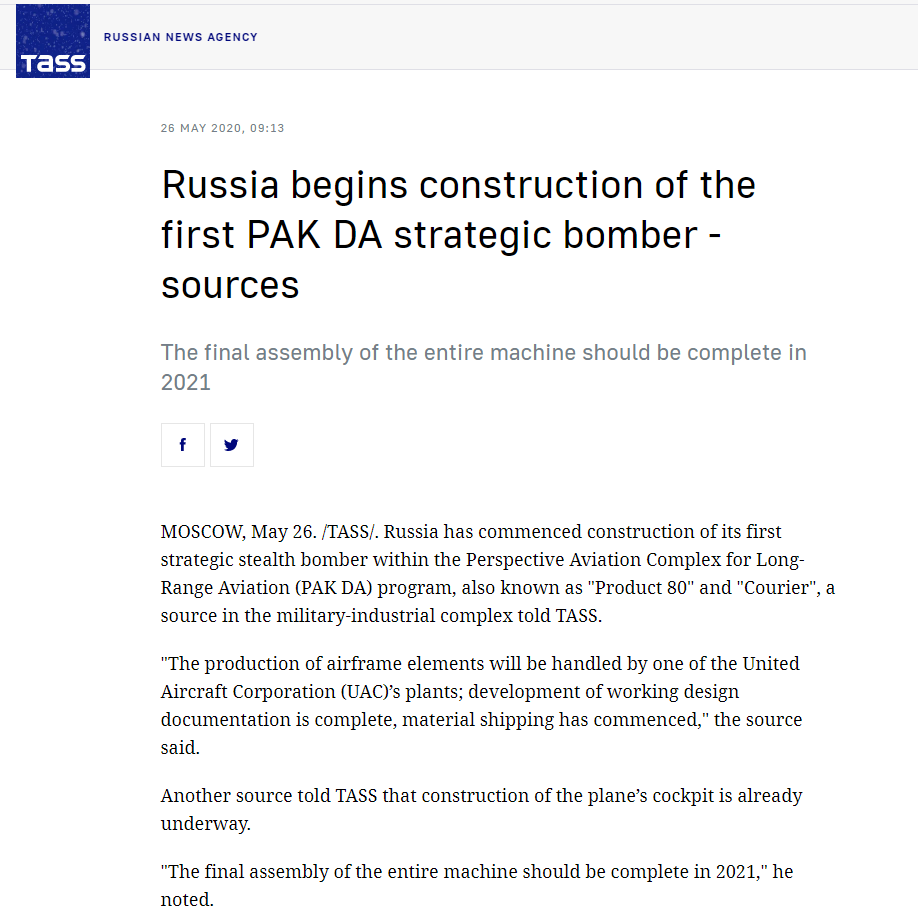 TASS
RUSSIAN NEWS AGENCY
26 MAY 2020, 09:13
Russia begins construction of the
first PAK DA strategic bomber -
sources
The final assembly of the entire machine should be complete in
2021
MOSCOW, May 26. /TASS/. Russia has commenced construction of its first
strategic stealth bomber within the Perspective Aviation Complex for Long-
Range Aviation (PAK DA) program, also known as "Product 80" and "Courier", a
source in the military-industrial complex told TASS.
"The production of airframe elements will be handled by one of the United
Aircraft Corporation (UAC)’s plants; development of working design
documentation is complete, material shipping has commenced," the source
said.
Another source told TASS that construction of the plane’s cockpit is already
underway.
"The final assembly of the entire machine should be complete in 2021," he
noted.